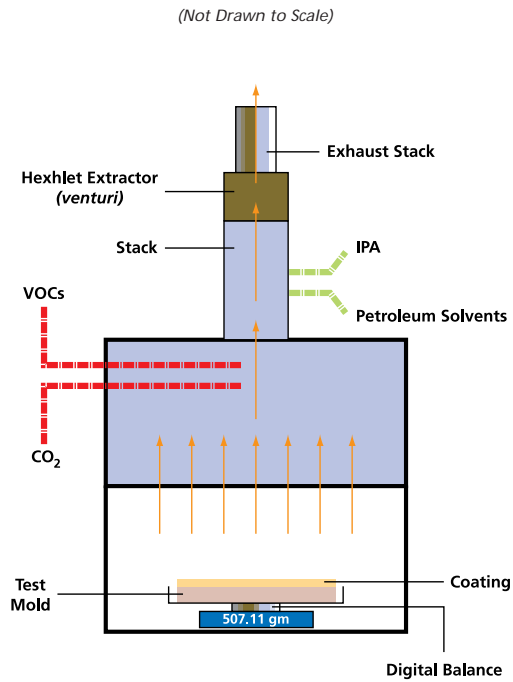 (Not Drawn to Scale)
Exhaust Stack
Hexhlet Extractor
(venturi)
Stack
IPA
VOCs
Petroleum Solvents
CO₂
Test
Mold
Coating
507.11 gm
Digital Balance